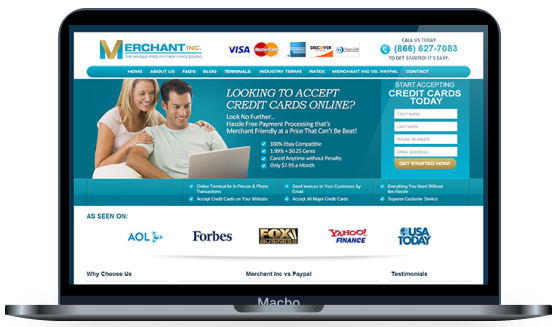 MERCHANT INC.
THE HASSLE-FREE PAYMENT PROCESSING
VISA MasterCard AMERICAN EXPRESS DISCOVER Diners Club
CALL US TODAY
(866) 627-7083
TO GET STARTED! IT'S EASY.
HOME ABOUT US FAQ'S BLOG TERMINALS INDUSTRY TERMS RATES MERCHANT INC VS. PAYPAL CONTACT
LOOKING TO ACCEPT
CREDIT CARDS ONLINE?
Look No Further...
Hassle Free Payment Processing that's
Merchant Friendly at a Price That Can't Be Beat!
100% Ebay Compatible
1.99% + $0.25 Cents
Cancel Anytime without Penalty
Only $7.95 a Month
START ACCEPTING
CREDIT CARDS
TODAY
FIRST NAME
LAST NAME
PHONE NUMBER
EMAIL ADDRESS
GET STARTED NOW!
Online Terminal for In Person & Phone
Transactions
Accept Credit Cards on Your Website
Send Invoices to Your Customers by
Email
Accept All Major Credit Cards
Everything You Need Without
the Hassle
Superior Customer Service
AS SEEN ON:
AOL Forbes FOX BUSINESS YAHOO! FINANCE USA TODAY
Why Choose Us Merchant Inc vs Paypal Testimonials
Macbo